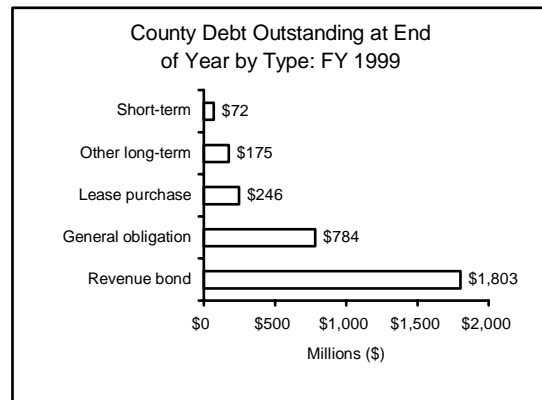 County Debt Outstanding at End
of Year by Type: FY 1999
Short-term $72
Other long-term $175
Lease purchase $246
General obligation $784
Revenue bond $1,803
$0 $500 $1,000 $1,500 $2,000
Millions ($)